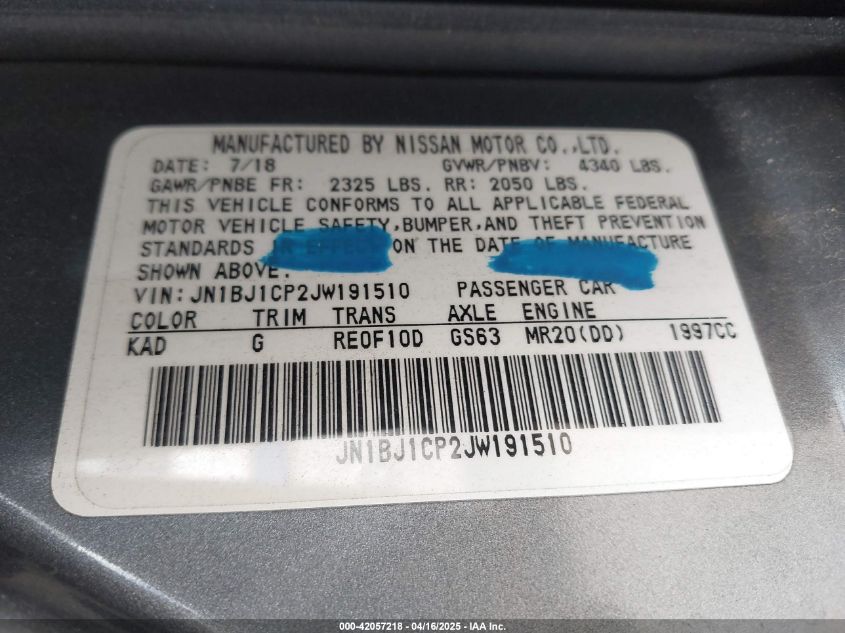 MANUFACTURED BY NISSAN MOTOR CO.,LTD.
DATE: 7/18 GVWR/PNBV: 4340 LBS.
GAWR/PNBE FR: 2325 LBS. RR: 2050 LBS.
THIS VEHICLE CONFORMS TO ALL APPLICABLE FEDERAL
MOTOR VEHICLE SAFETY,BUMPER,AND THEFT PREVENTION
STANDARDS IN EFFECT ON THE DATE OF MANUFACTURE
SHOWN ABOVE.
VIN:JN1BJ1CP2JW191510 PASSENGER CAR
COLOR TRIM TRANS AXLE ENGINE
KAD G RE0F10D GS63 MR20(DD) 1997CC
JN1BJ1CP2JW191510
000-42057218 - 04/16/2025 - IAA Inc.